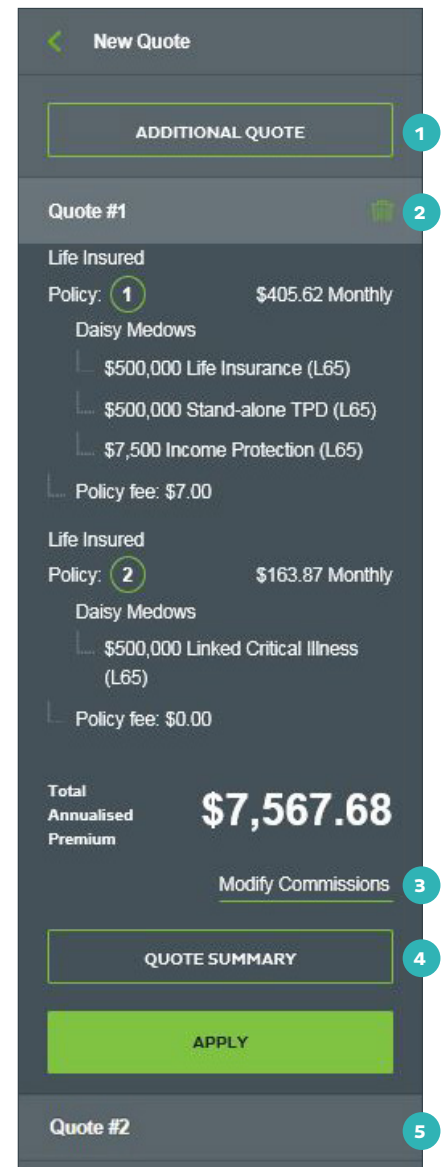 New Quote
ADDITIONAL QUOTE
1
Quote #1
2
Life Insured
Policy: 1 $405.62 Monthly
Daisy Medows
$500,000 Life Insurance (L65)
$500,000 Stand-alone TPD (L65)
$7,500 Income Protection (L65)
Policy fee: $7.00
Life Insured
Policy: 2 $163.87 Monthly
Daisy Medows
$500,000 Linked Critical Illness
(L65)
Policy fee: $0.00
Total
Annualised
Premium
$7,567.68
Modify Commissions
3
QUOTE SUMMARY
4
APPLY
Quote #2
5